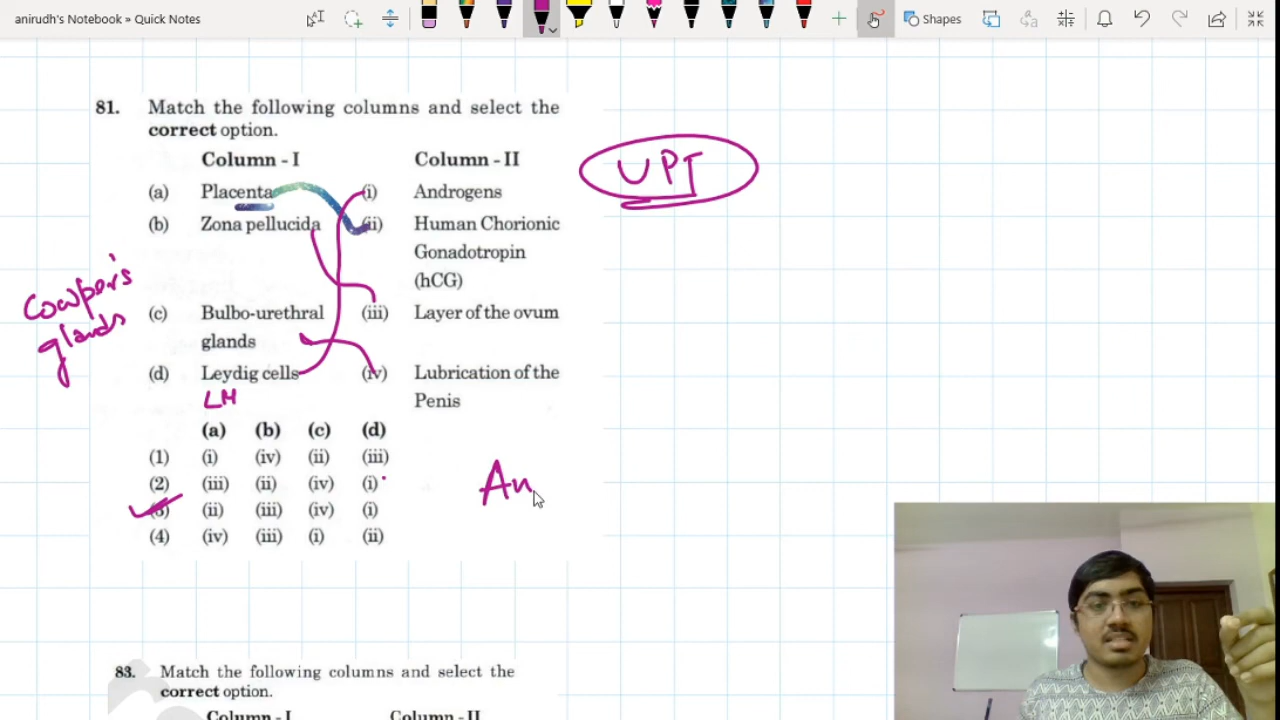 anirudh's Notebook » Quick Notes
Shapes
81. Match the following columns and select the
correct option.
Column - I Column - II
(a) Placenta (i) Androgens
(b) Zona pellucida (ii) Human Chorionic
Gonadotropin
(hCG)
(c) Bulbo-urethral (iii) Layer of the ovum
glands
(d) Leydig cells (iv) Lubrication of the
Penis
LH
(a) (b) (c) (d)
(1) (i) (iv) (ii) (iii)
(2) (iii) (ii) (iv) (i)
(3) (ii) (iii) (iv) (i)
(4) (iv) (iii) (i) (ii)
UPT
Cowper's
glands
An
83. Match the following columns and select the
correct option.
Column - I Column - II